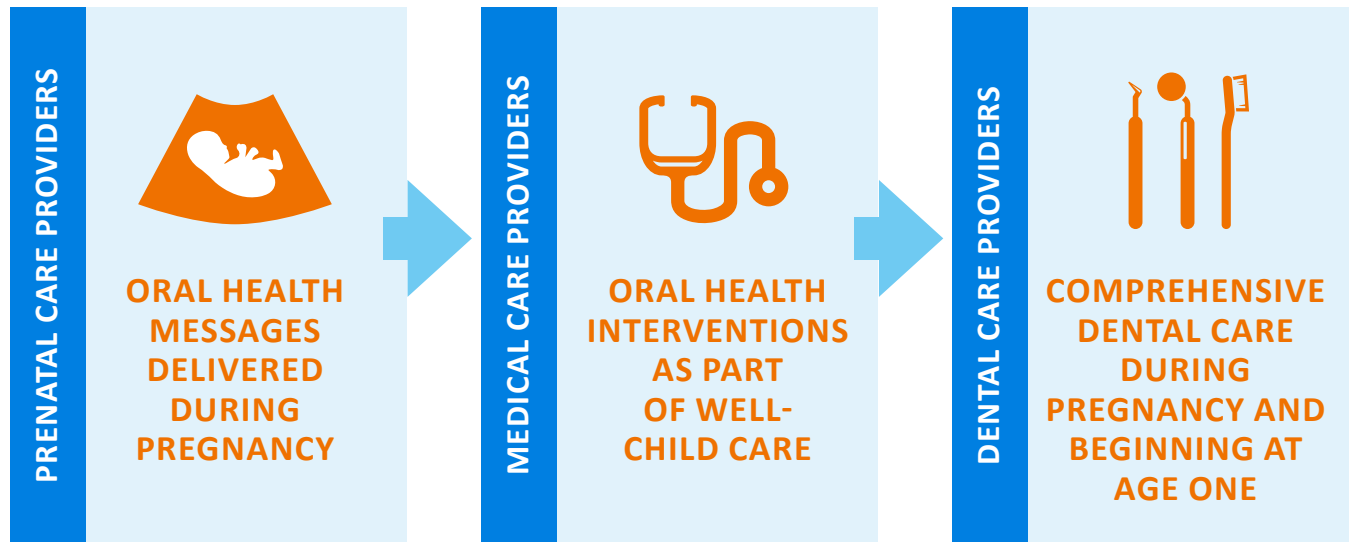 PRENATAL CARE PROVIDERS
ORAL HEALTH
MESSAGES
DELIVERED
DURING
PREGNANCY
MEDICAL CARE PROVIDERS
ORAL HEALTH
INTERVENTIONS
AS PART
OF WELL-
CHILD CARE
DENTAL CARE PROVIDERS
COMPREHENSIVE
DENTAL CARE
DURING
PREGNANCY AND
BEGINNING AT
AGE ONE